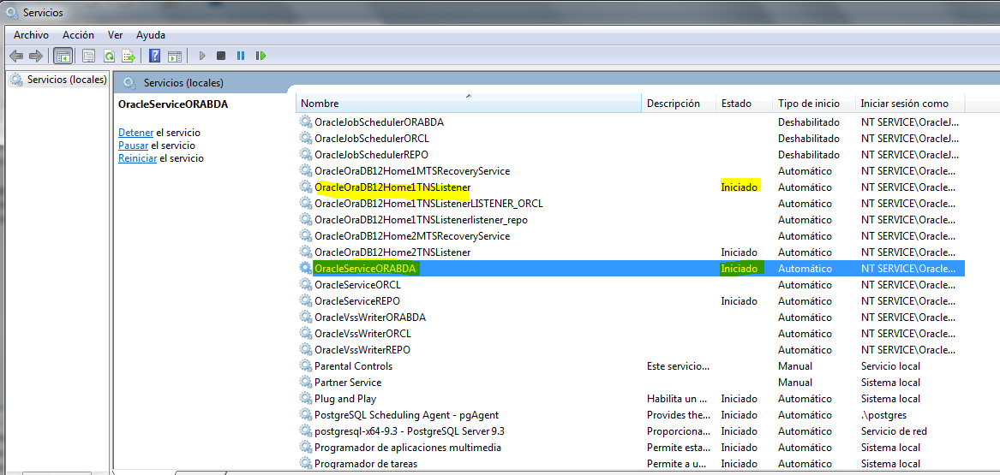 Servicios
Archivo Acción Ver Ayuda
Servicios (locales)
Servicios (locales)
OracleServiceORABDA
Detener el servicio
Pausar el servicio
Reiniciar el servicio
Nombre Descripción Estado Tipo de inicio Iniciar sesión como
OracleJobSchedulerORABDA Deshabilitado NT SERVICE\OracleJ...
OracleJobSchedulerORCL Deshabilitado NT SERVICE\OracleJ...
OracleJobSchedulerREPO Deshabilitado NT SERVICE\OracleJ...
OracleOraDB12Home1MTSRecoveryService Automático NT SERVICE\Oracle...
OracleOraDB12Home1TNSListener Iniciado Automático NT SERVICE\Oracle...
OracleOraDB12Home1TNSListenerLISTENER_ORCL Automático NT SERVICE\Oracle...
OracleOraDB12Home1TNSListenerlistener_repo Automático NT SERVICE\Oracle...
OracleOraDB12Home2MTSRecoveryService Automático NT SERVICE\Oracle...
OracleOraDB12Home2TNSListener Iniciado Automático NT SERVICE\Oracle...
OracleServiceORABDA Iniciado Automático NT SERVICE\Oracle...
OracleServiceORCL Automático NT SERVICE\Oracle...
OracleServiceREPO Iniciado Automático NT SERVICE\Oracle...
OracleVssWriterORABDA Automático NT SERVICE\Oracle...
OracleVssWriterORCL Automático NT SERVICE\Oracle...
OracleVssWriterREPO Automático NT SERVICE\Oracle...
Parental Controls Este servicio... Manual Servicio local
Partner Service Manual Sistema local
Plug and Play Habilita un ... Iniciado Automático Sistema local
PostgreSQL Scheduling Agent - pgAgent Provides the... Iniciado Automático .\postgres
postgresql-x64-9.3 - PostgreSQL Server 9.3 Proporciona... Iniciado Automático Servicio de red
Programador de aplicaciones multimedia Permite esta... Iniciado Automático Sistema local
Programador de tareas Permite a u... Iniciado Automático Sistema local